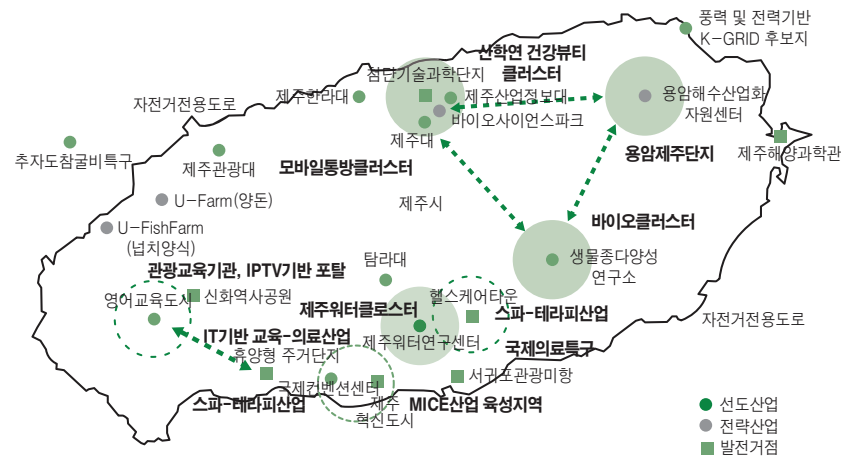 풍력 및 전력기반
K-GRID 후보지
산학연 건강뷰티
클러스터
첨단기술과학단지
제주한라대
제주산업정보대
바이오사이언스파크
제주대
용암해수산업화
자원센터
자전거전용도로
용암제주단지
제주해양과학관
추자도참굴비특구
제주관광대
모바일통방클러스터
U-Farm(양돈)
제주시
바이오클러스터
U-FishFarm
(넙치양식)
생물종다양성
연구소
관광교육기관, IPTV기반 포탈
탐라대
영어교육도시
신화역사공원
헬스케어타운
제주워터클로스터
스파-테라피산업
자전거전용도로
IT기반 교육-의료산업
제주워터연구센터
국제의료특구
휴양형 주거단지
국제컨벤션센터
서귀포관광미항
스파-테라피산업
제주
혁신도시
MICE산업 육성지역
선도산업
전략산업
발전거점